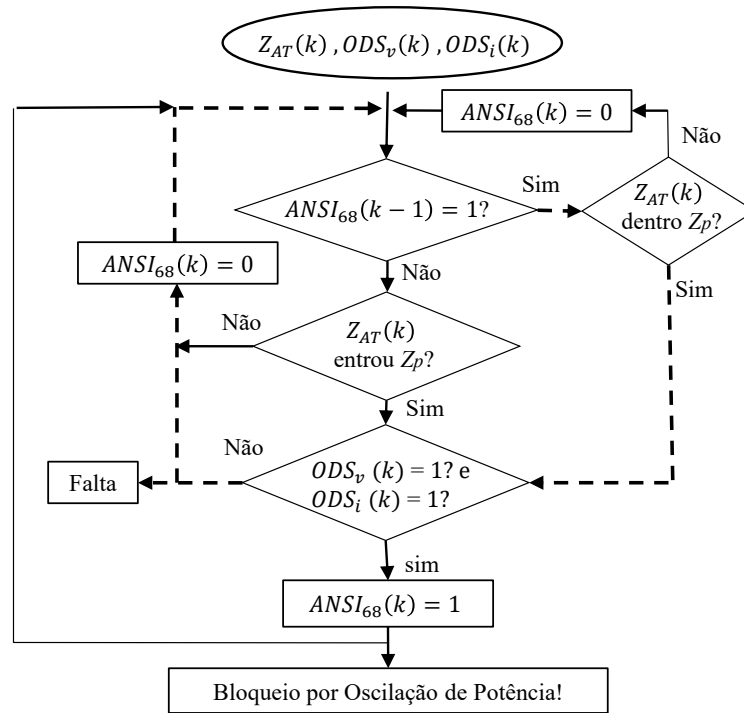 Z_AT(k) , ODS_v(k) , ODS_i(k)
ANSI_68(k) = 0
Não
Sim
Z_AT(k)
dentro Zp?
ANSI_68(k − 1) = 1?
ANSI_68(k) = 0
Não
Sim
Não
Z_AT(k)
entrou Zp?
Sim
Não
ODS_v (k) = 1? e
ODS_i (k) = 1?
Falta
sim
ANSI_68(k) = 1
Bloqueio por Oscilação de Potência!